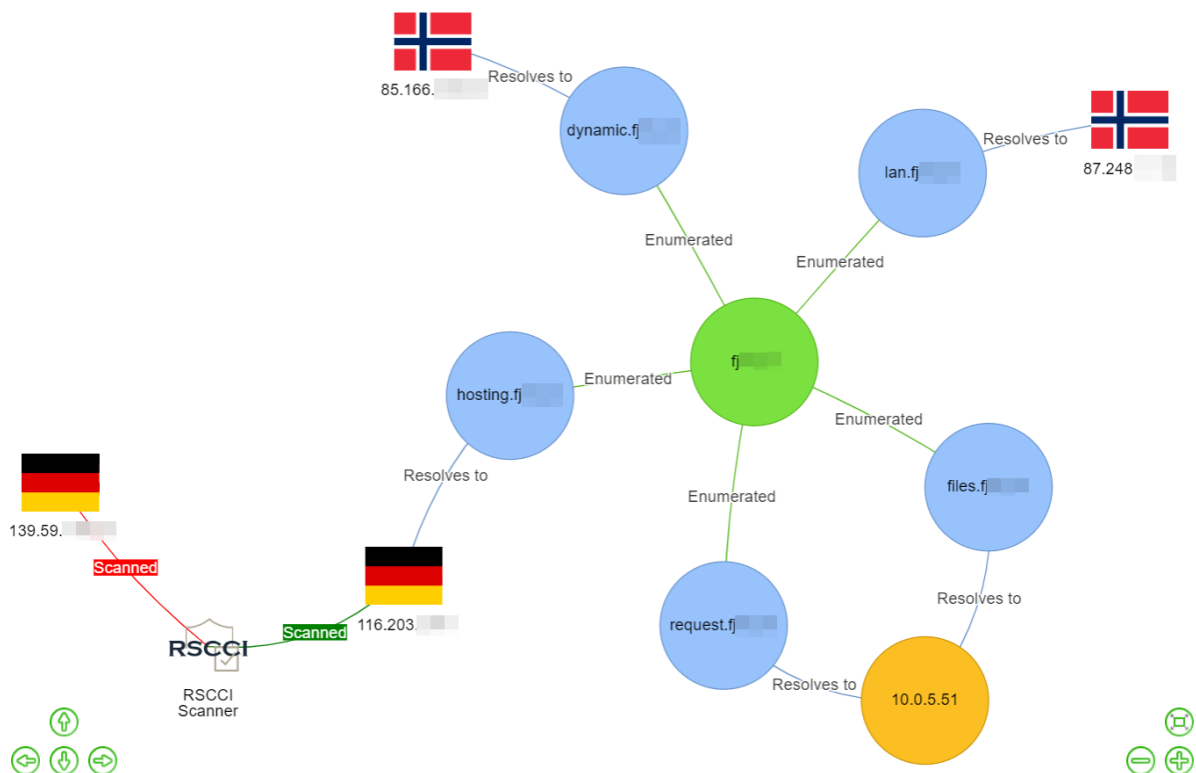 Resolves to
85.166.
dynamic.fj
Resolves to
lan.fj
87.248
Enumerated
Enumerated
fj
Enumerated
hosting.fj
Enumerated
Resolves to
files.fj
139.59.
Enumerated
Scanned
116.203.
Scanned
request.fj
Resolves to
RSCCI
RSCCI
Scanner
Resolves to
10.0.5.51